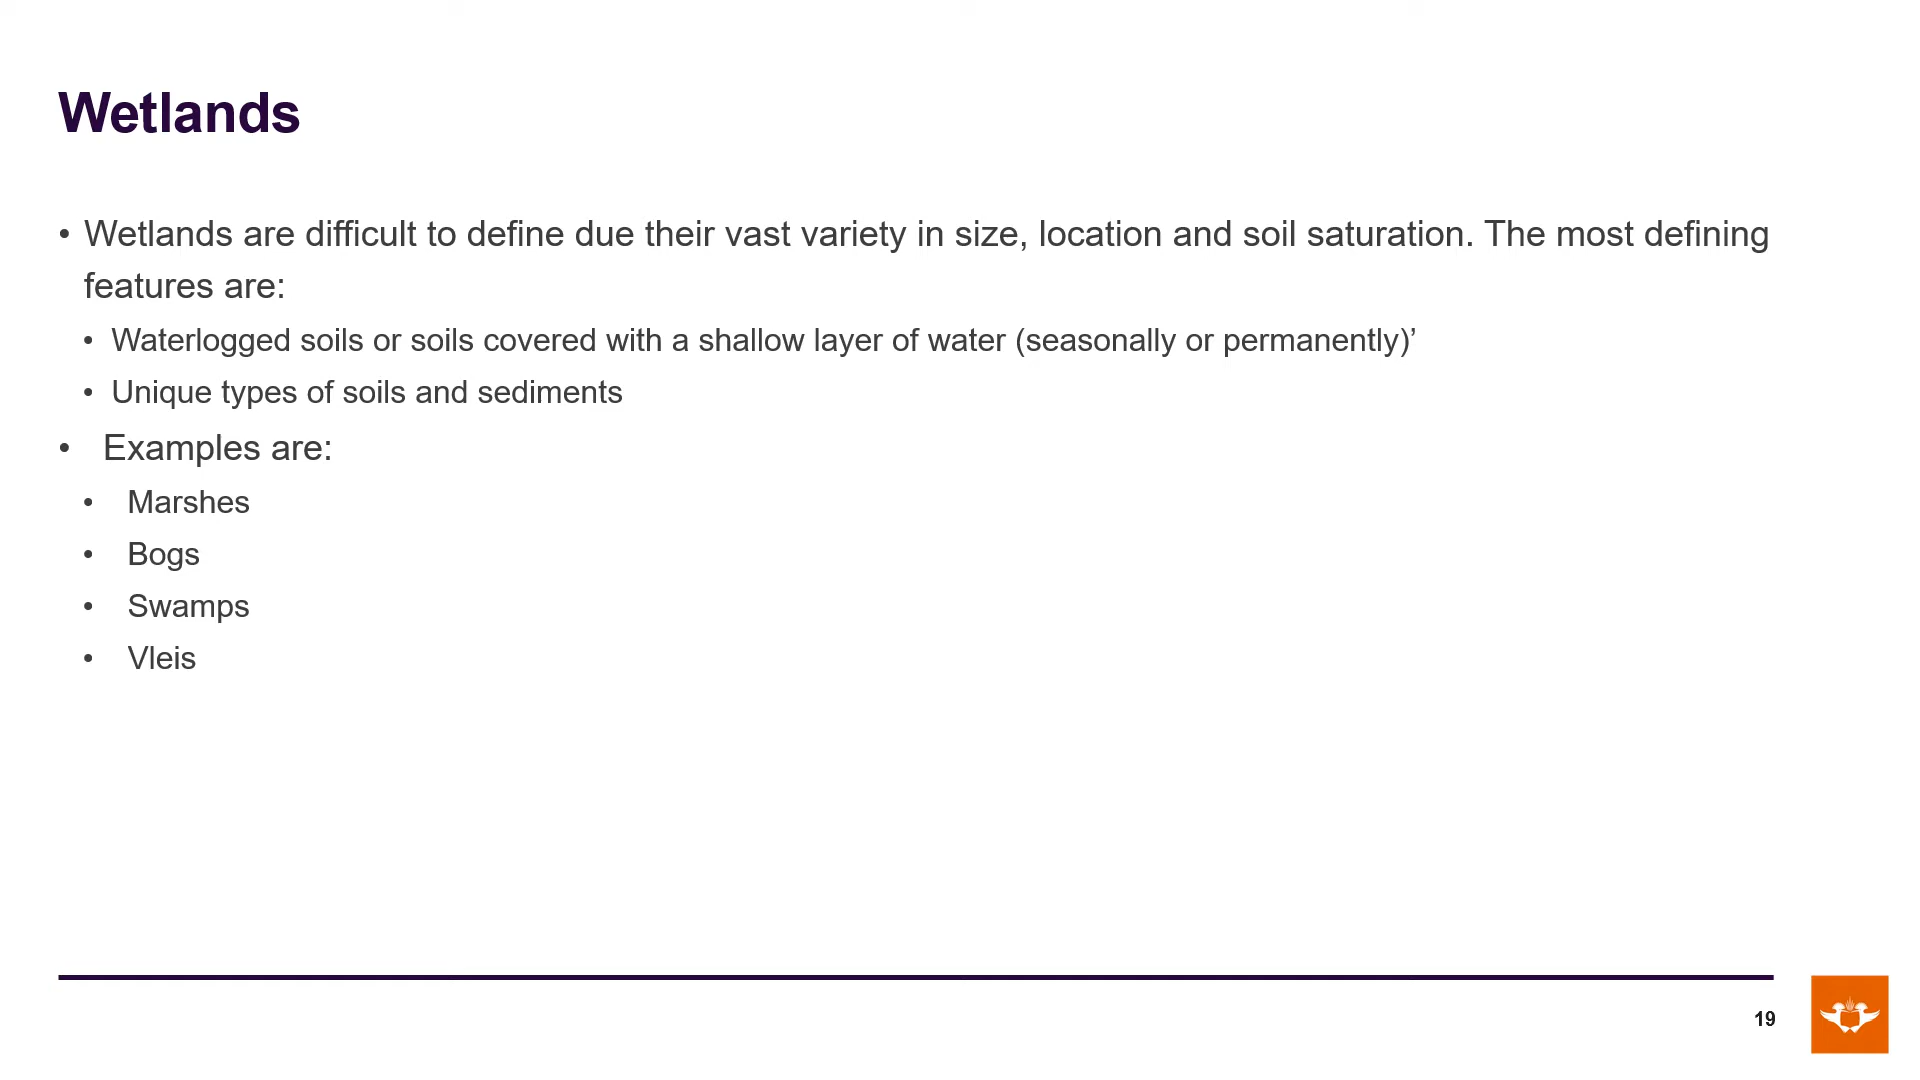 Wetlands
• Wetlands are difficult to define due their vast variety in size, location and soil saturation. The most defining
features are:
• Waterlogged soils or soils covered with a shallow layer of water (seasonally or permanently)’
• Unique types of soils and sediments
• Examples are:
• Marshes
• Bogs
• Swamps
• Vleis
19